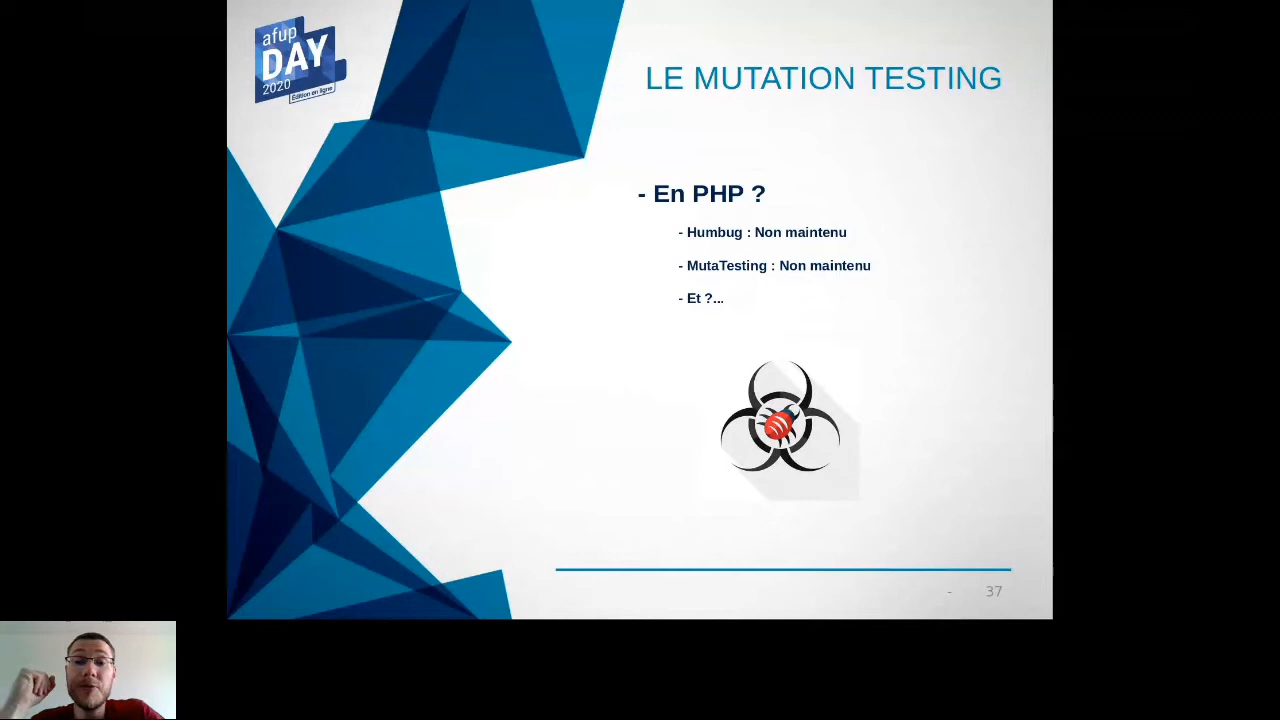 afup
DAY
2020
Édition en ligne
LE MUTATION TESTING
- En PHP ?
- Humbug : Non maintenu
- MutaTesting : Non maintenu
- Et ?...
- 37